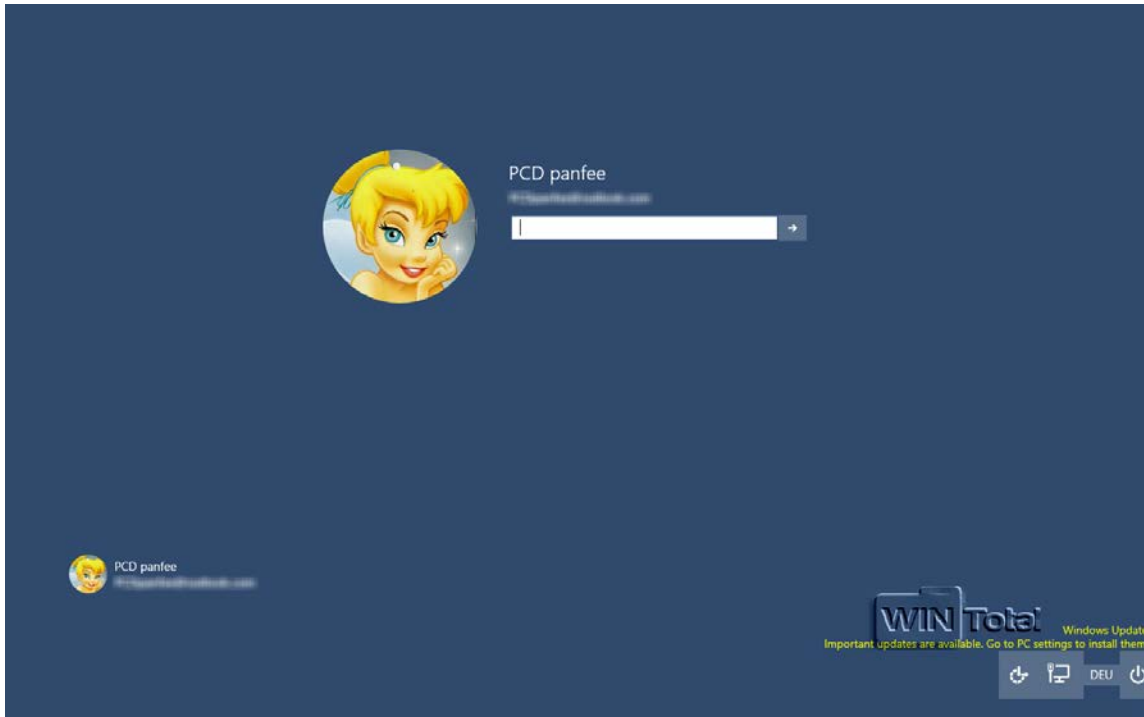 PCD panfee
PCD panfee
WIN Total
Windows Update
Important updates are available. Go to PC settings to install them
DEU